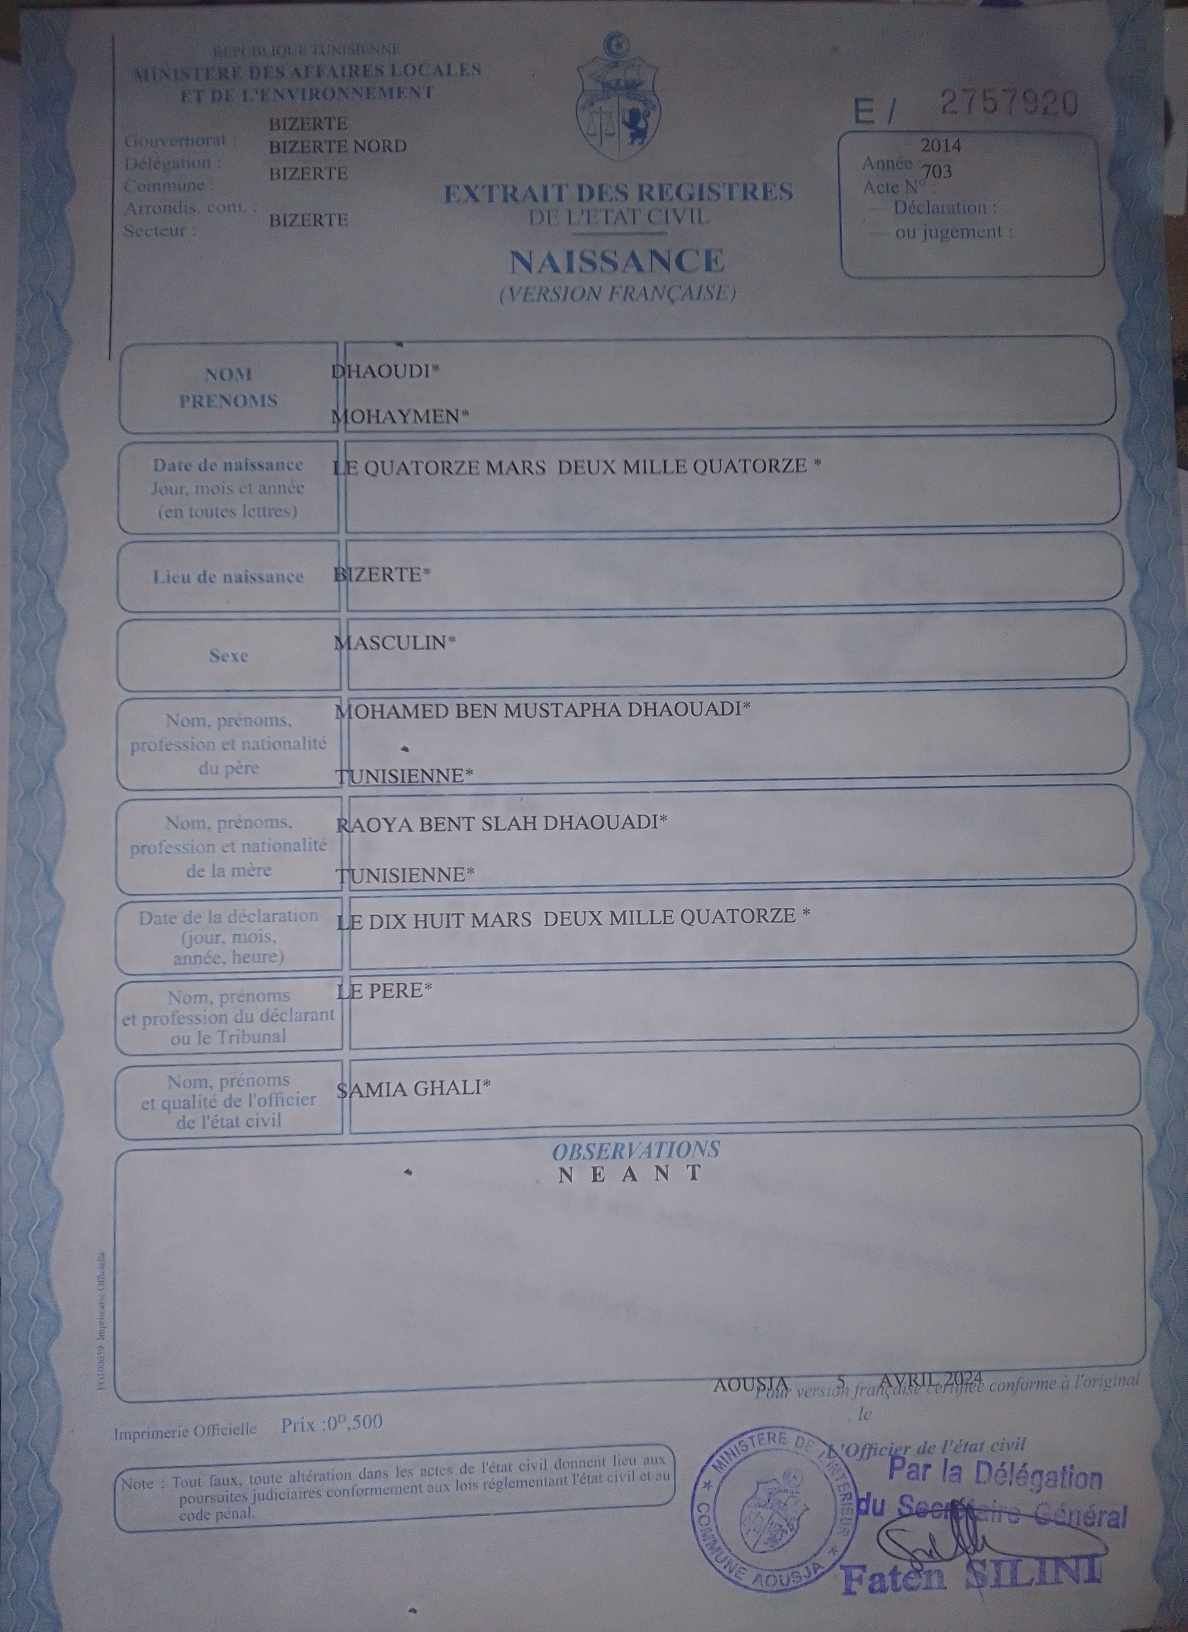 REPUBLIQUE TUNISIENNE
MINISTERE DES AFFAIRES LOCALES
ET DE L'ENVIRONNEMENT
Gouvernorat : BIZERTE
Délégation : BIZERTE NORD
Commune : BIZERTE
Arrondis. com. :
Secteur : BIZERTE
E / 2757920
Année : 2014
Acte N° : 703
— Déclaration :
— ou jugement :
EXTRAIT DES REGISTRES
DE L'ETAT CIVIL
NAISSANCE
(VERSION FRANÇAISE)
NOM
PRENOMS
DHAOUDI*
MOHAYMEN*
Date de naissance
Jour, mois et année
(en toutes lettres)
LE QUATORZE MARS DEUX MILLE QUATORZE *
Lieu de naissance
BIZERTE*
Sexe
MASCULIN*
Nom, prénoms,
profession et nationalité
du père
MOHAMED BEN MUSTAPHA DHAOUADI*
TUNISIENNE*
Nom, prénoms,
profession et nationalité
de la mère
RAOYA BENT SLAH DHAOUADI*
TUNISIENNE*
Date de la déclaration
(jour, mois,
année, heure)
LE DIX HUIT MARS DEUX MILLE QUATORZE *
Nom, prénoms
et profession du déclarant
ou le Tribunal
LE PERE*
Nom, prénoms
et qualité de l'officier
de l'état civil
SAMIA GHALI*
OBSERVATIONS
N E A N T
Imprimerie Officielle
AOUSJA 5 AVRIL 2024
Pour version française certifiée conforme à l'original
le
L'Officier de l'état civil
Imprimerie Officielle Prix :0ᴰ,500
Note : Tout faux, toute altération dans les actes de l'état civil donnent lieu aux
poursuites judiciaires conformement aux lois réglementant l'état civil et au
code pénal.
MINISTERE DE L'INTERIEUR
COMMUNE AOUSJA
Par la Délégation
du Secrétaire Général
Faten SILINI